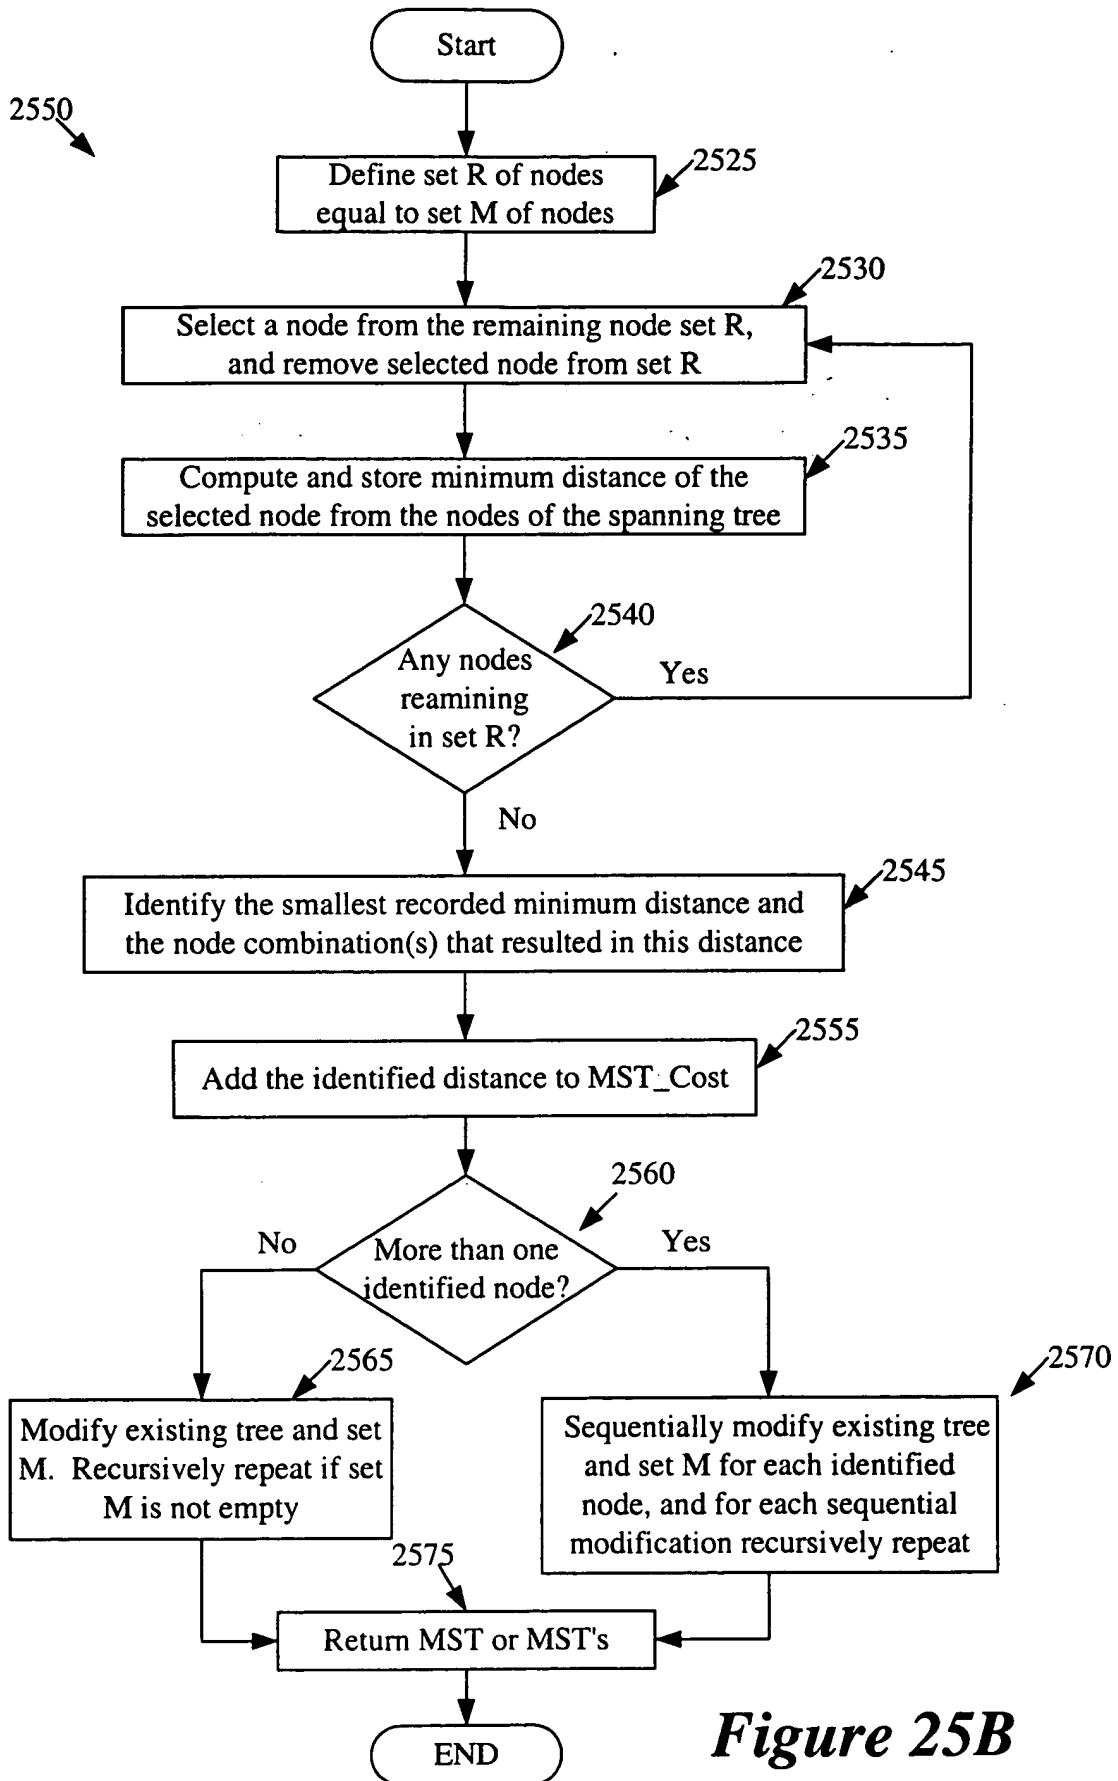 Start
2550
2525
Define set R of nodes
equal to set M of nodes
2530
Select a node from the remaining node set R,
and remove selected node from set R
2535
Compute and store minimum distance of the
selected node from the nodes of the spanning tree
2540
Any nodes
reamining
in set R?
Yes
No
2545
Identify the smallest recorded minimum distance and
the node combination(s) that resulted in this distance
2555
Add the identified distance to MST_Cost
2560
More than one
identified node?
No
Yes
2565
Modify existing tree and set
M. Recursively repeat if set
M is not empty
2570
Sequentially modify existing tree
and set M for each identified
node, and for each sequential
modification recursively repeat
2575
Return MST or MST's
END
Figure 25B